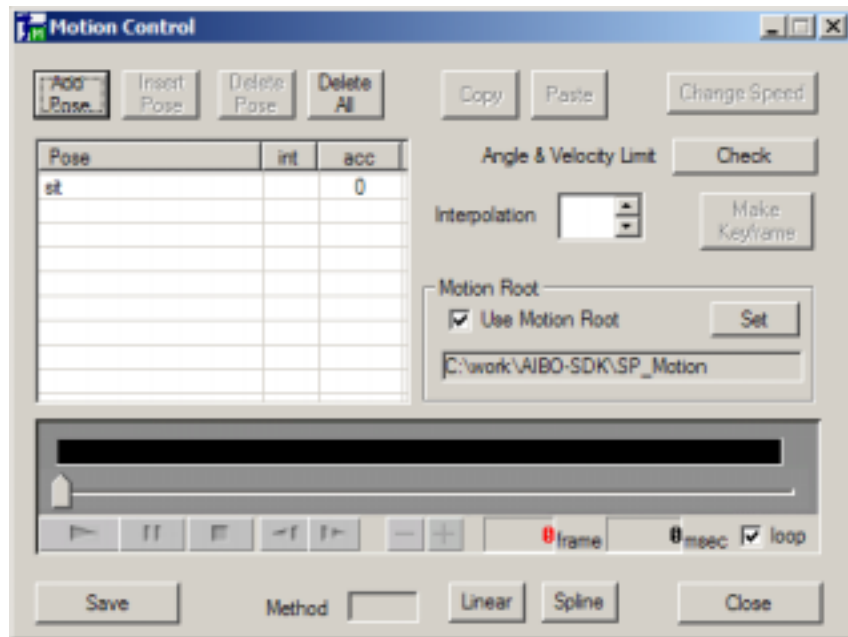 Motion Control
Add Pose...
Insert Pose
Delete Pose
Delete All
Copy
Paste
Change Speed
Pose int acc
sit 0
Angle & Velocity Limit Check
Interpolation
Make Keyframe
Motion Root
Use Motion Root Set
C:\work\AIBO-SDK\SP_Motion
0 frame 0 msec loop
Save Method Linear Spline Close